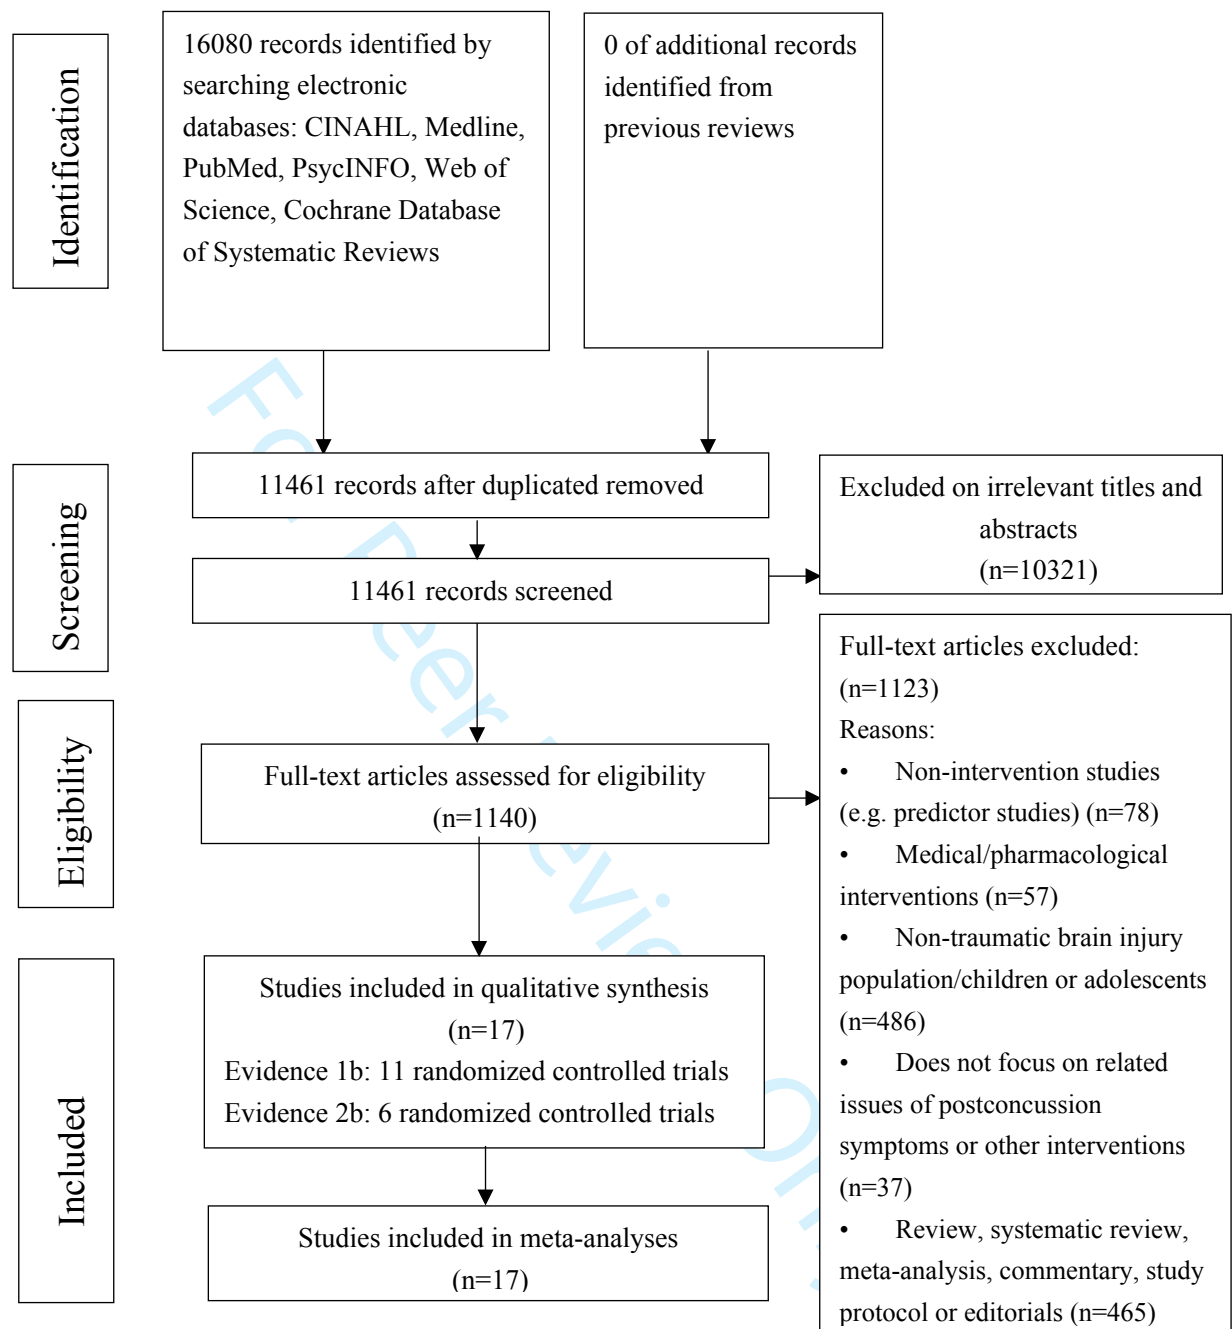 Identification
16080 records identified by
searching electronic
databases: CINAHL, Medline,
PubMed, PsycINFO, Web of
Science, Cochrane Database
of Systematic Reviews
0 of additional records
identified from
previous reviews
Screening
11461 records after duplicated removed
11461 records screened
Excluded on irrelevant titles and
abstracts
(n=10321)
Eligibility
Full-text articles assessed for eligibility
(n=1140)
Full-text articles excluded:
(n=1123)
Reasons:
• Non-intervention studies
(e.g. predictor studies) (n=78)
• Medical/pharmacological
interventions (n=57)
• Non-traumatic brain injury
population/children or adolescents
(n=486)
• Does not focus on related
issues of postconcussion
symptoms or other interventions
(n=37)
• Review, systematic review,
meta-analysis, commentary, study
protocol or editorials (n=465)
Included
Studies included in qualitative synthesis
(n=17)
Evidence 1b: 11 randomized controlled trials
Evidence 2b: 6 randomized controlled trials
Studies included in meta-analyses
(n=17)
For Peer Review